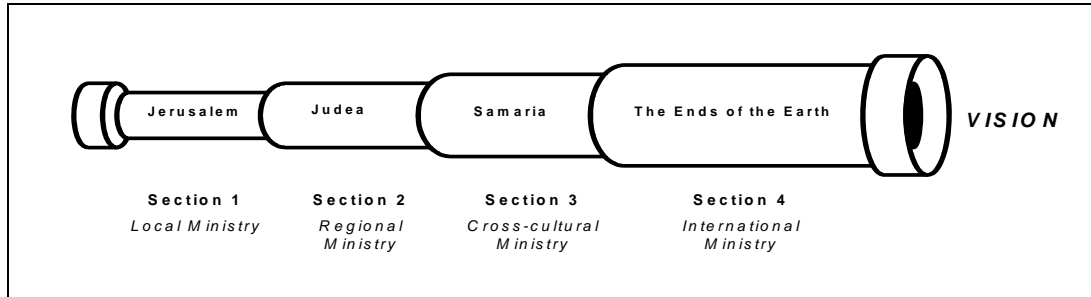 Jerusalem Judea Samaria The Ends of the Earth
VISION
Section 1 Section 2 Section 3 Section 4
Local Ministry Regional Cross-cultural International
Ministry Ministry Ministry